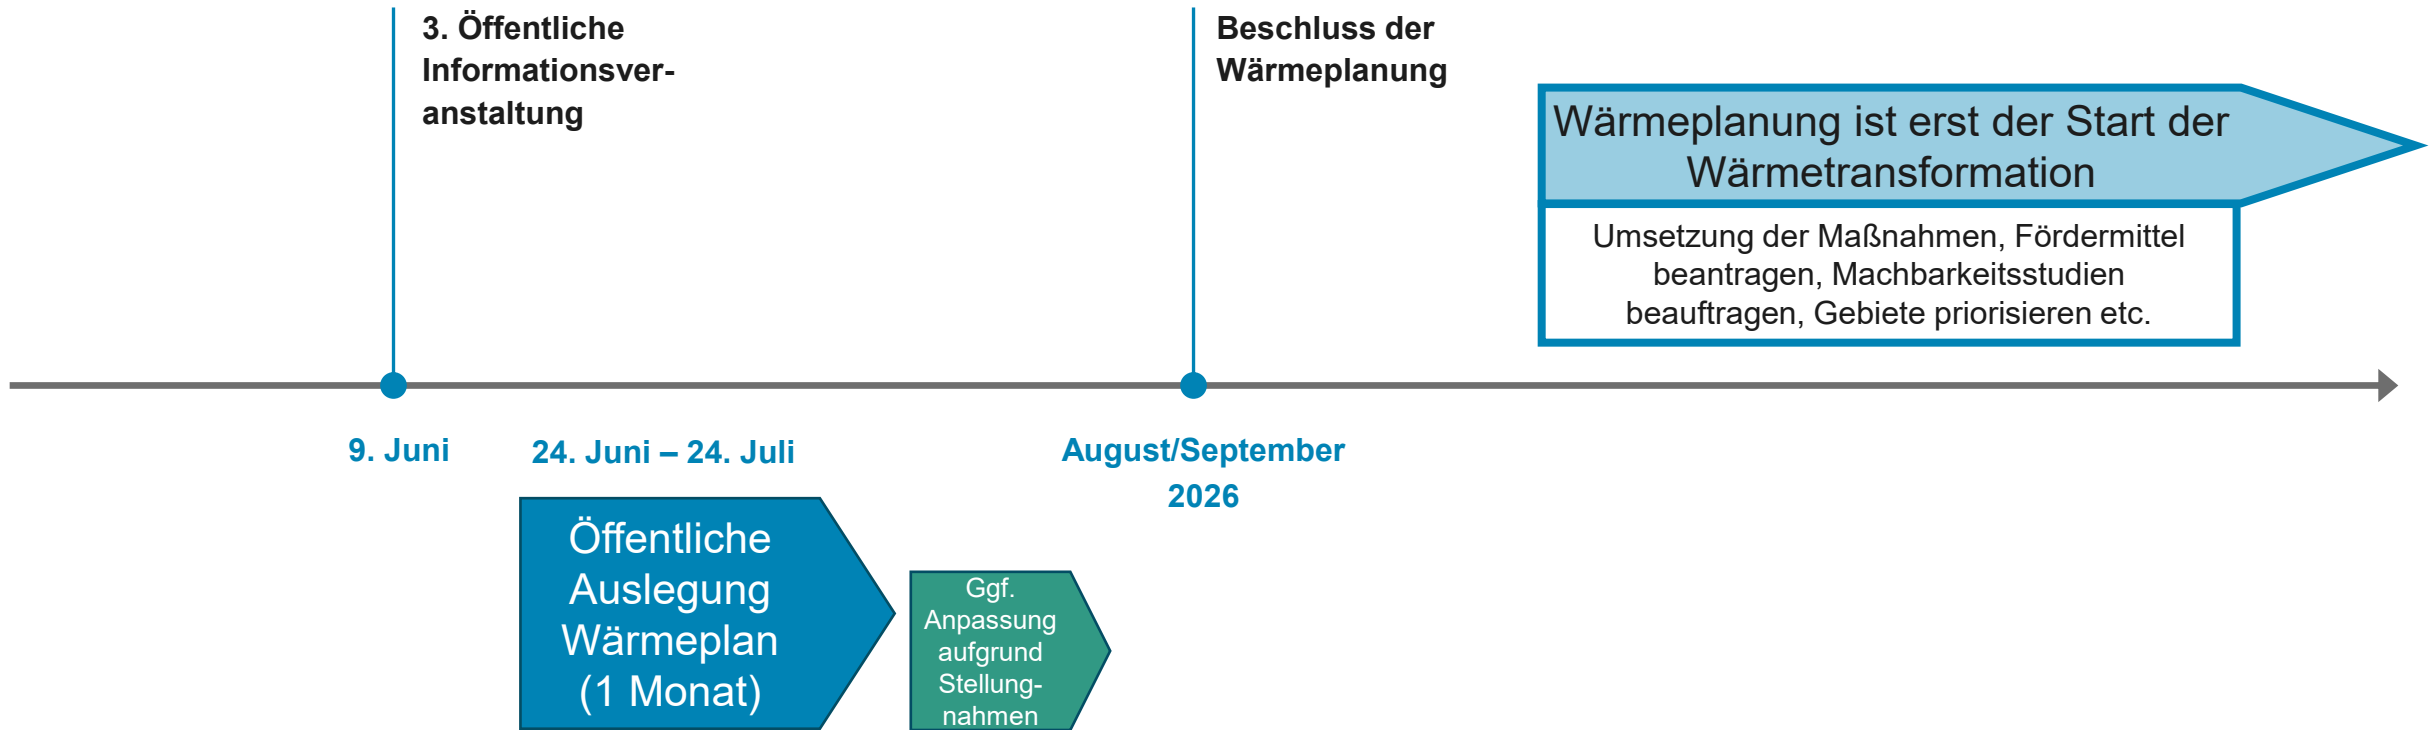 3. Öffentliche
Informationsver-
anstaltung
Beschluss der
Wärmeplanung
Wärmeplanung ist erst der Start der
Wärmetransformation
Umsetzung der Maßnahmen, Fördermittel
beantragen, Machbarkeitsstudien
beauftragen, Gebiete priorisieren etc.
9. Juni
24. Juni – 24. Juli
August/September
2026
Öffentliche
Auslegung
Wärmeplan
(1 Monat)
Ggf.
Anpassung
aufgrund
Stellung-
nahmen